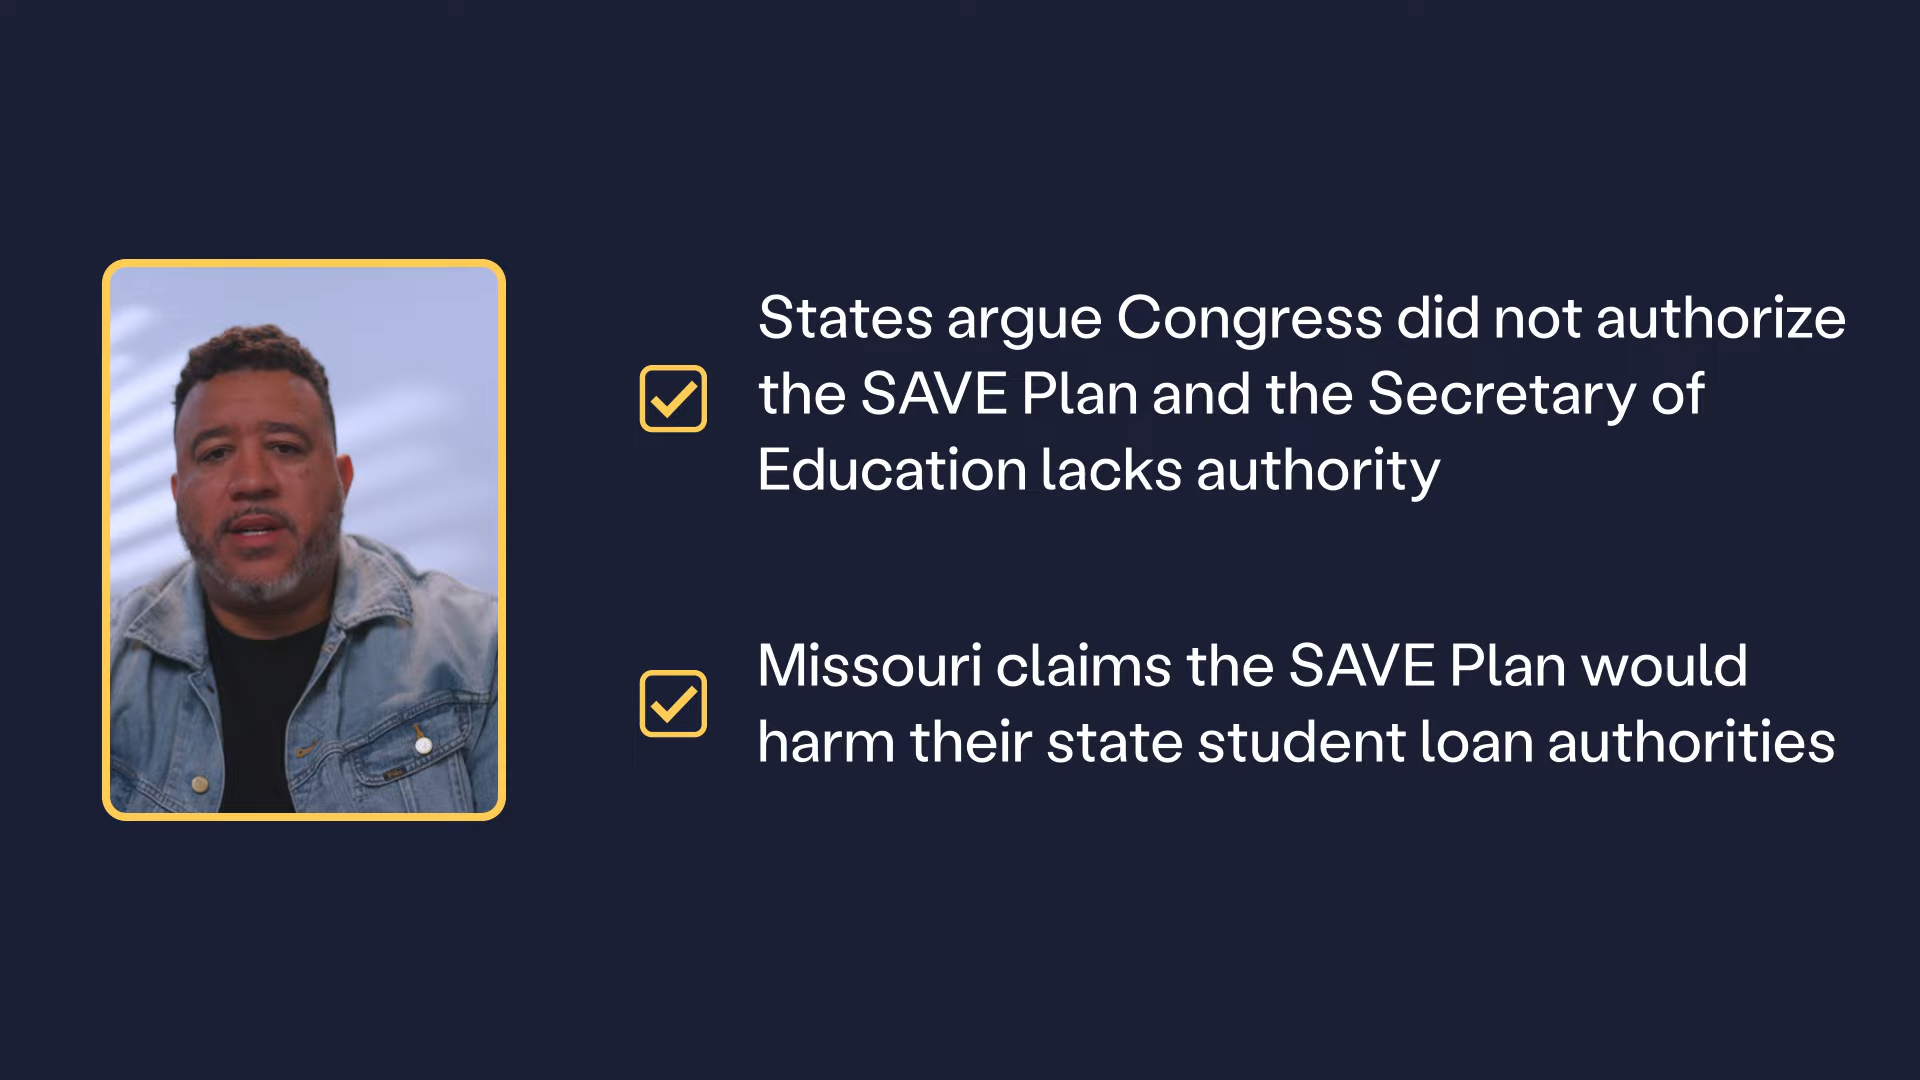 States argue Congress did not authorize
the SAVE Plan and the Secretary of
Education lacks authority
Missouri claims the SAVE Plan would
harm their state student loan authorities